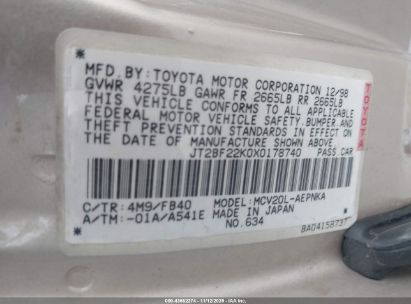 MFD.BY: TOYOTA MOTOR CORPORATION 12/98
GVWR 4275LB GAWR FR 2665LB RR 2665LB
THIS VEHICLE CONFORMS TO ALL APPLICABLE
FEDERAL MOTOR VEHICLE SAFETY,BUMPER,AND
THEFT PREVENTION STANDARDS IN EFFECT ON
THE DATE OF MANUFACTURE SHOWN ABOVE.
JT2BF22K0X0178740 PASS.CAR
TOYOTA
C/TR: 4M9/FB40 MODEL: MCV20L-AEPNKA
A/TM: -01A/A541E MADE IN JAPAN
NO.634
BA04158737